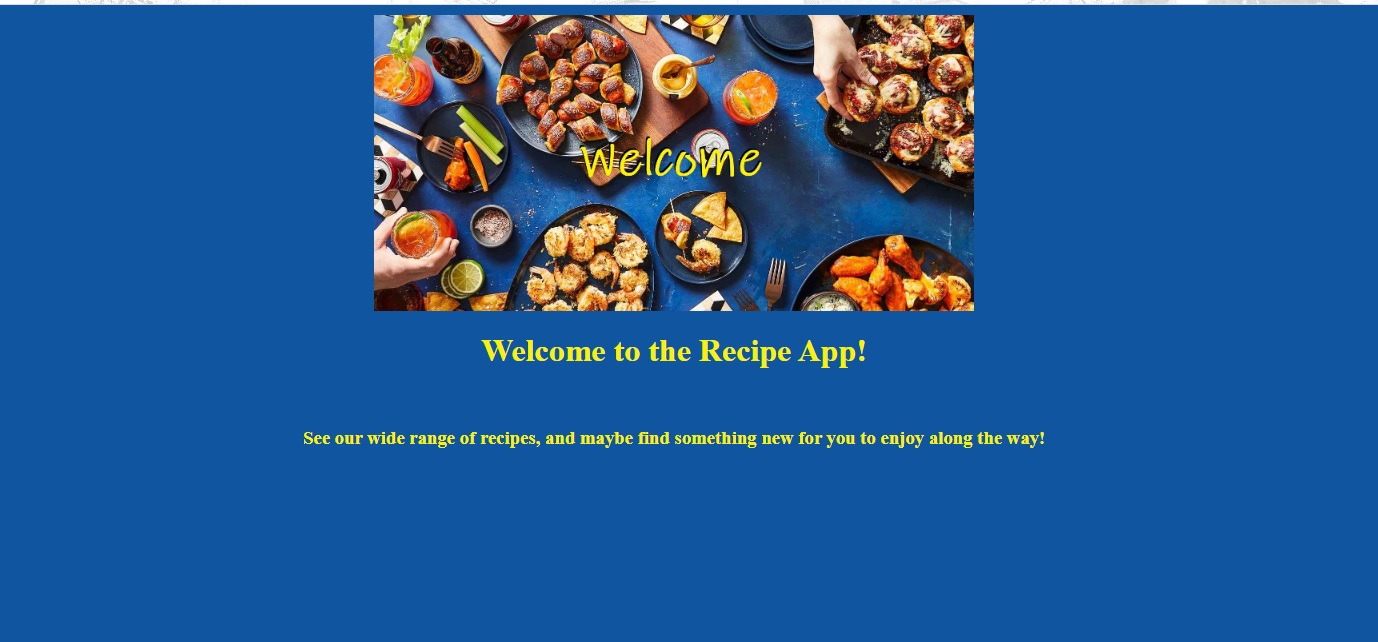 Welcome
Welcome to the Recipe App!
See our wide range of recipes, and maybe find something new for you to enjoy along the way!